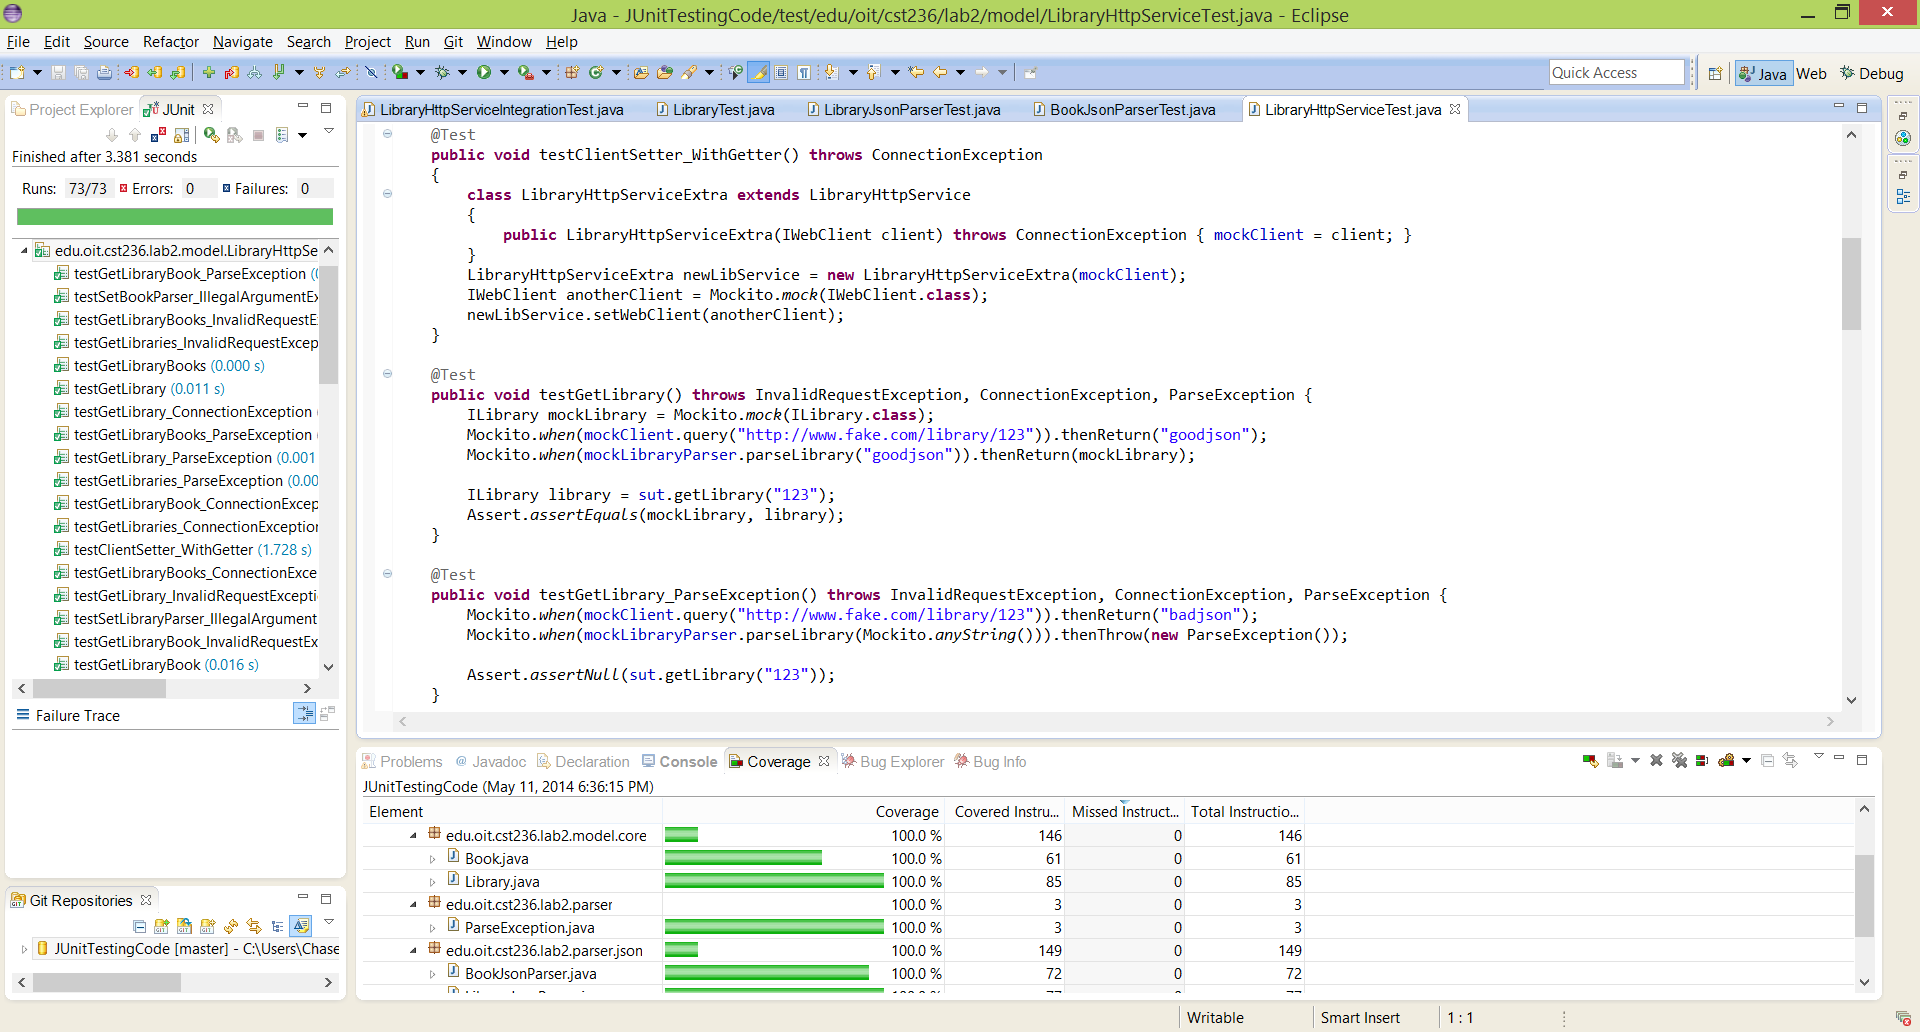 Java - JUnitTestingCode/test/edu/oit/cst236/lab2/model/LibraryHttpServiceTest.java - Eclipse
File Edit Source Refactor Navigate Search Project Run Git Window Help
Quick Access
Java Web Debug
Project Explorer JUnit
Finished after 3.381 seconds
Runs: 73/73 Errors: 0 Failures: 0
edu.oit.cst236.lab2.model.LibraryHttpSe
testGetLibraryBook_ParseException (
testSetBookParser_IllegalArgumentEx
testGetLibraryBooks_InvalidRequestE
testGetLibraries_InvalidRequestExcep
testGetLibraryBooks (0.000 s)
testGetLibrary (0.011 s)
testGetLibrary_ConnectionException
testGetLibraryBooks_ParseException
testGetLibrary_ParseException (0.001
testGetLibraries_ParseException (0.00
testGetLibraryBook_ConnectionExcep
testGetLibraries_ConnectionException
testClientSetter_WithGetter (1.728 s)
testGetLibraryBooks_ConnectionExce
testGetLibrary_InvalidRequestExcepti
testSetLibraryParser_IllegalArgument
testGetLibraryBook_InvalidRequestEx
testGetLibraryBook (0.016 s)
Failure Trace
Git Repositories
JUnitTestingCode [master] - C:\Users\Chase
LibraryHttpServiceIntegrationTest.java LibraryTest.java LibraryJsonParserTest.java BookJsonParserTest.java LibraryHttpServiceTest.java
@Test
public void testClientSetter_WithGetter() throws ConnectionException
{
class LibraryHttpServiceExtra extends LibraryHttpService
{
public LibraryHttpServiceExtra(IWebClient client) throws ConnectionException { mockClient = client; }
}
LibraryHttpServiceExtra newLibService = new LibraryHttpServiceExtra(mockClient);
IWebClient anotherClient = Mockito.mock(IWebClient.class);
newLibService.setWebClient(anotherClient);
}
@Test
public void testGetLibrary() throws InvalidRequestException, ConnectionException, ParseException {
ILibrary mockLibrary = Mockito.mock(ILibrary.class);
Mockito.when(mockClient.query("http://www.fake.com/library/123")).thenReturn("goodjson");
Mockito.when(mockLibraryParser.parseLibrary("goodjson")).thenReturn(mockLibrary);
ILibrary library = sut.getLibrary("123");
Assert.assertEquals(mockLibrary, library);
}
@Test
public void testGetLibrary_ParseException() throws InvalidRequestException, ConnectionException, ParseException {
Mockito.when(mockClient.query("http://www.fake.com/library/123")).thenReturn("badjson");
Mockito.when(mockLibraryParser.parseLibrary(Mockito.anyString())).thenThrow(new ParseException());
Assert.assertNull(sut.getLibrary("123"));
}
Problems @ Javadoc Declaration Console Coverage Bug Explorer Bug Info
JUnitTestingCode (May 11, 2014 6:36:15 PM)
Element Coverage Covered Instru... Missed Instruct... Total Instructio...
edu.oit.cst236.lab2.model.core 100.0 % 146 0 146
Book.java 100.0 % 61 0 61
Library.java 100.0 % 85 0 85
edu.oit.cst236.lab2.parser 100.0 % 3 0 3
ParseException.java 100.0 % 3 0 3
edu.oit.cst236.lab2.parser.json 100.0 % 149 0 149
BookJsonParser.java 100.0 % 72 0 72
Writable Smart Insert 1 : 1